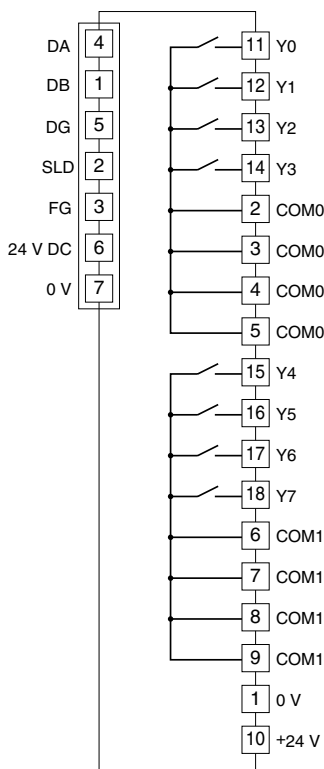 DA 4
DB 1
DG 5
SLD 2
FG 3
24 V DC 6
0 V 7
11 Y0
12 Y1
13 Y2
14 Y3
2 COM0
3 COM0
4 COM0
5 COM0
15 Y4
16 Y5
17 Y6
18 Y7
6 COM1
7 COM1
8 COM1
9 COM1
1 0 V
10 +24 V